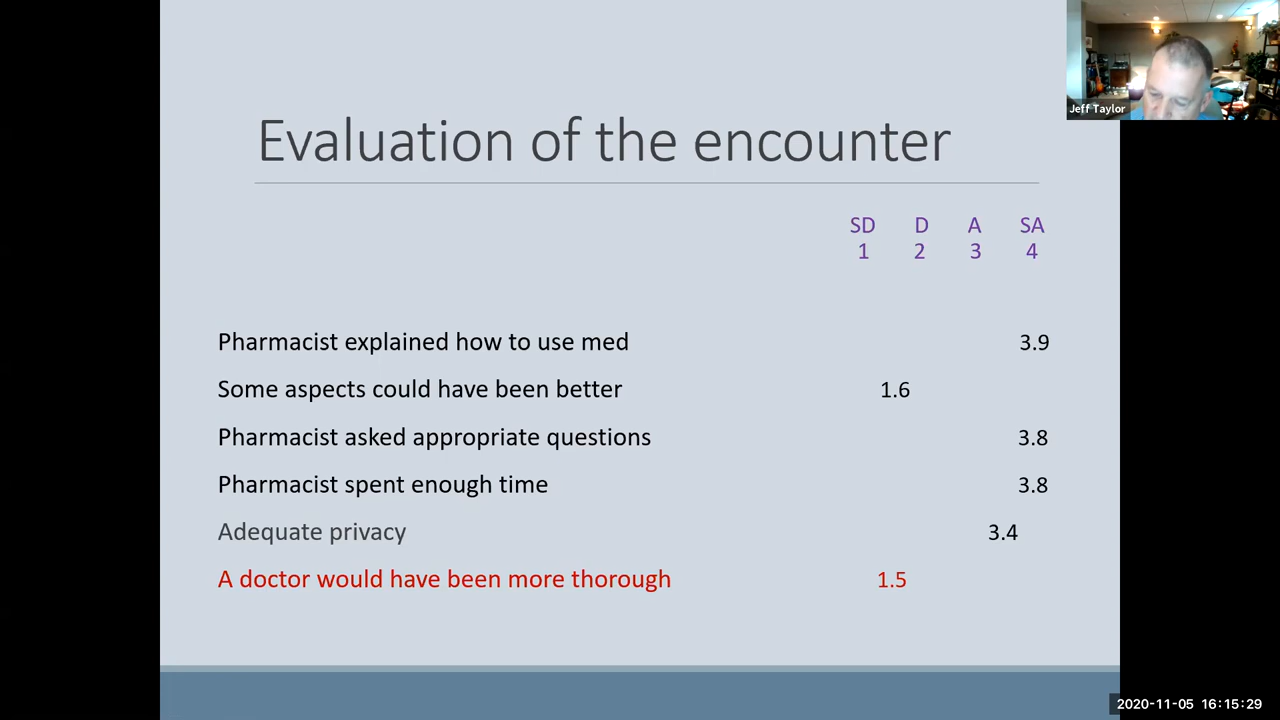 Jeff Taylor
Evaluation of the encounter
SD D A SA
1 2 3 4
Pharmacist explained how to use med 3.9
Some aspects could have been better 1.6
Pharmacist asked appropriate questions 3.8
Pharmacist spent enough time 3.8
Adequate privacy 3.4
A doctor would have been more thorough 1.5
2020-11-05 16:15:29